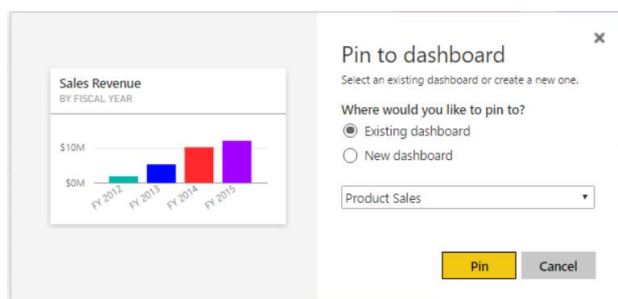 Sales Revenue
BY FISCAL YEAR
$10M
$0M
FY 2012
FY 2013
FY 2014
FY 2015
Pin to dashboard
Select an existing dashboard or create a new one.
Where would you like to pin to?
Existing dashboard
New dashboard
Product Sales
Pin Cancel